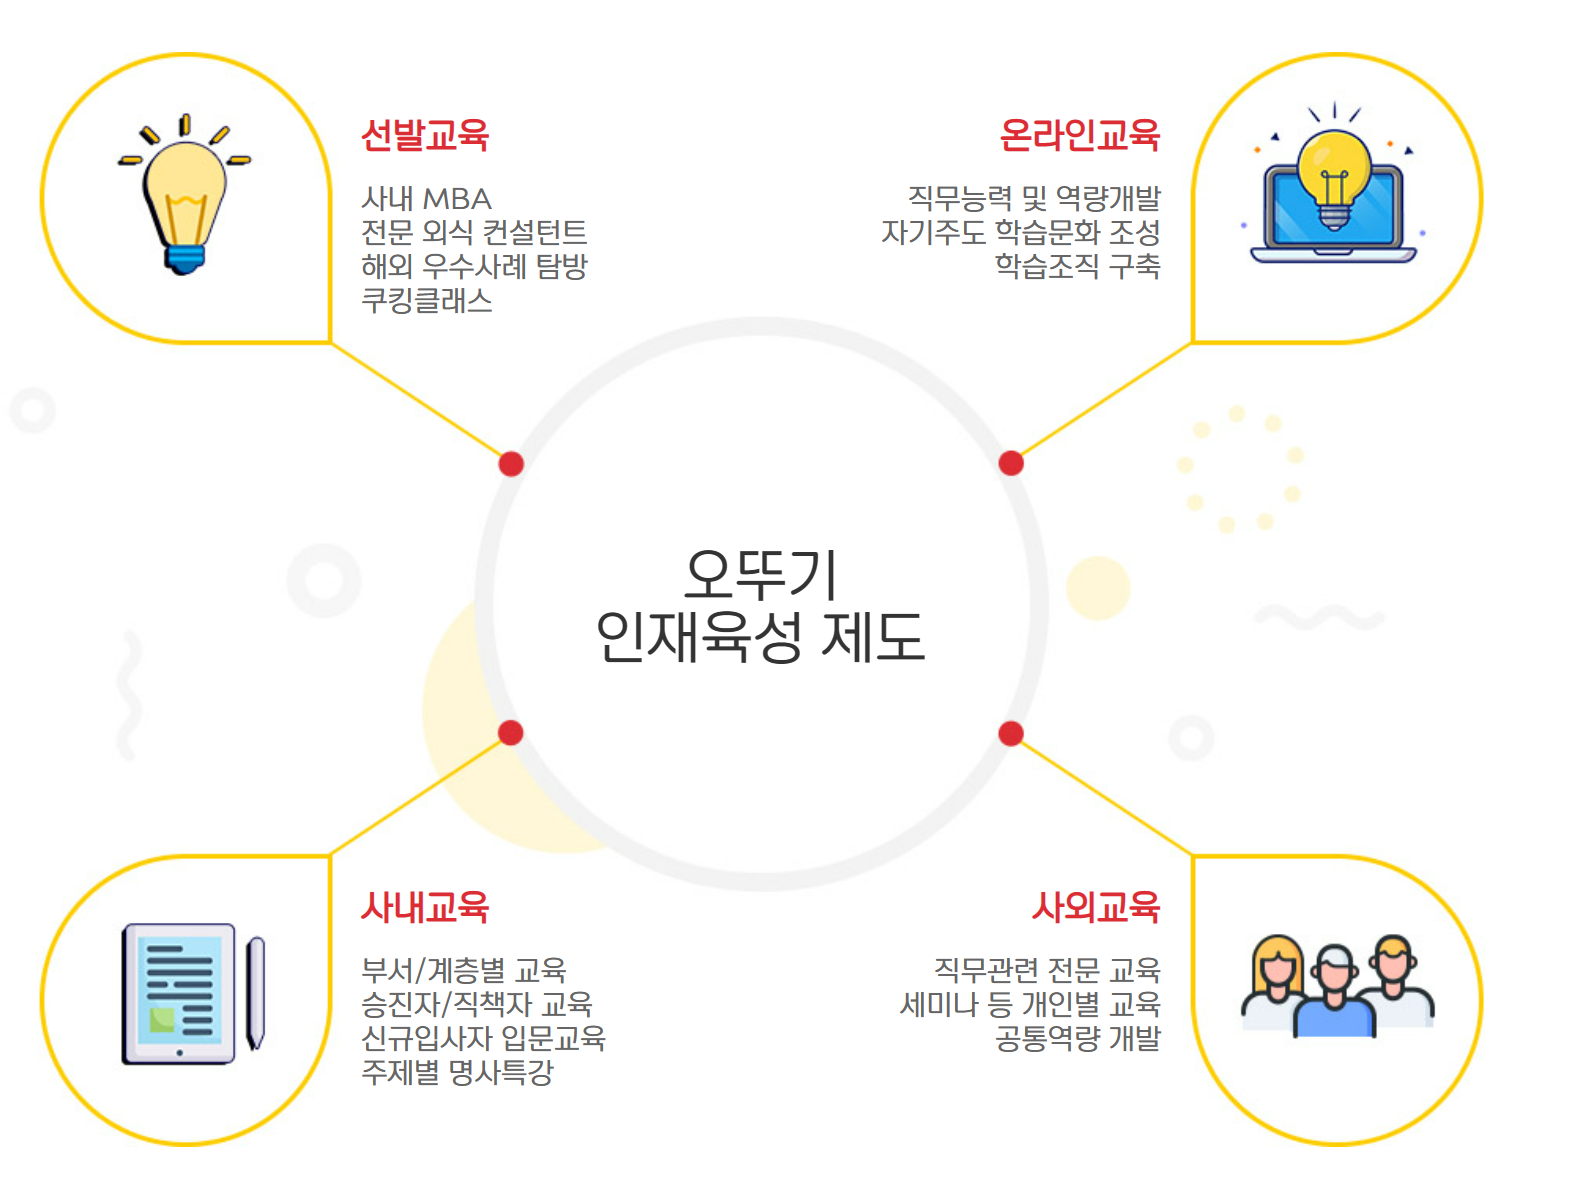 선발교육
사내 MBA
전문 외식 컨설턴트
해외 우수사례 탐방
쿠킹클래스
온라인교육
직무능력 및 역량개발
자기주도 학습문화 조성
학습조직 구축
오뚜기
인재육성 제도
사내교육
부서/계층별 교육
승진자/직책자 교육
신규입사자 입문교육
주제별 명사특강
사외교육
직무관련 전문 교육
세미나 등 개인별 교육
공통역량 개발